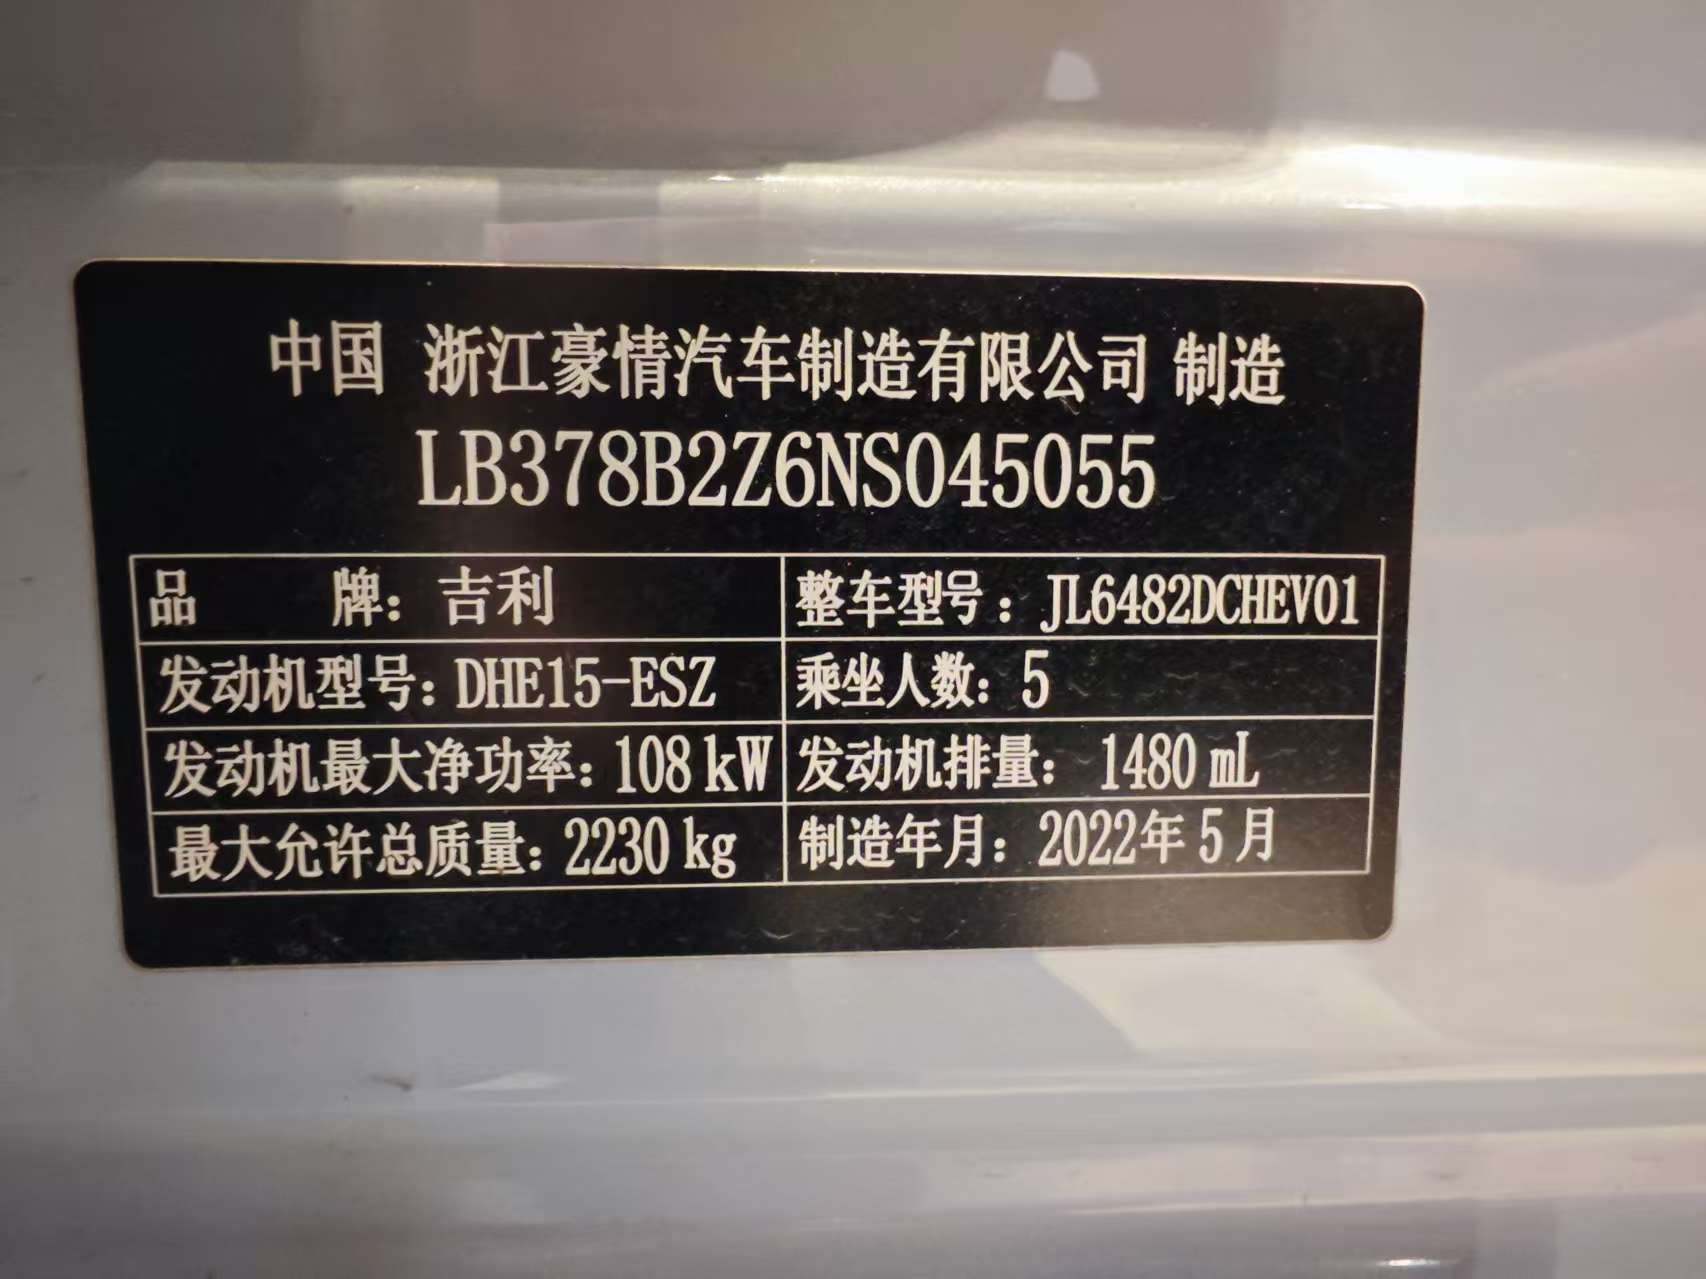 中国 浙江豪情汽车制造有限公司 制造
LB378B2Z6NS045055
品 牌：吉利 整车型号：JL6482DCHEV01
发动机型号：DHE15-ESZ 乘坐人数：5
发动机最大净功率：108kW 发动机排量：1480 mL
最大允许总质量：2230 kg 制造年月：2022年5月